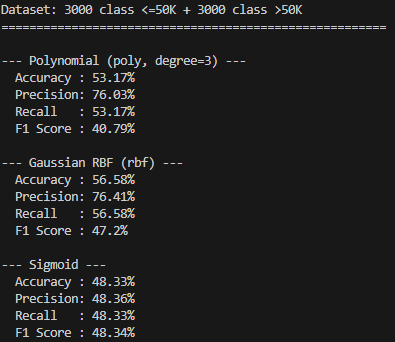 Dataset: 3000 class <=50K + 3000 class >50K
=======================================================
--- Polynomial (poly, degree=3) ---
Accuracy : 53.17%
Precision: 76.03%
Recall   : 53.17%
F1 Score : 40.79%
--- Gaussian RBF (rbf) ---
Accuracy : 56.58%
Precision: 76.41%
Recall   : 56.58%
F1 Score : 47.2%
--- Sigmoid ---
Accuracy : 48.33%
Precision: 48.36%
Recall   : 48.33%
F1 Score : 48.34%